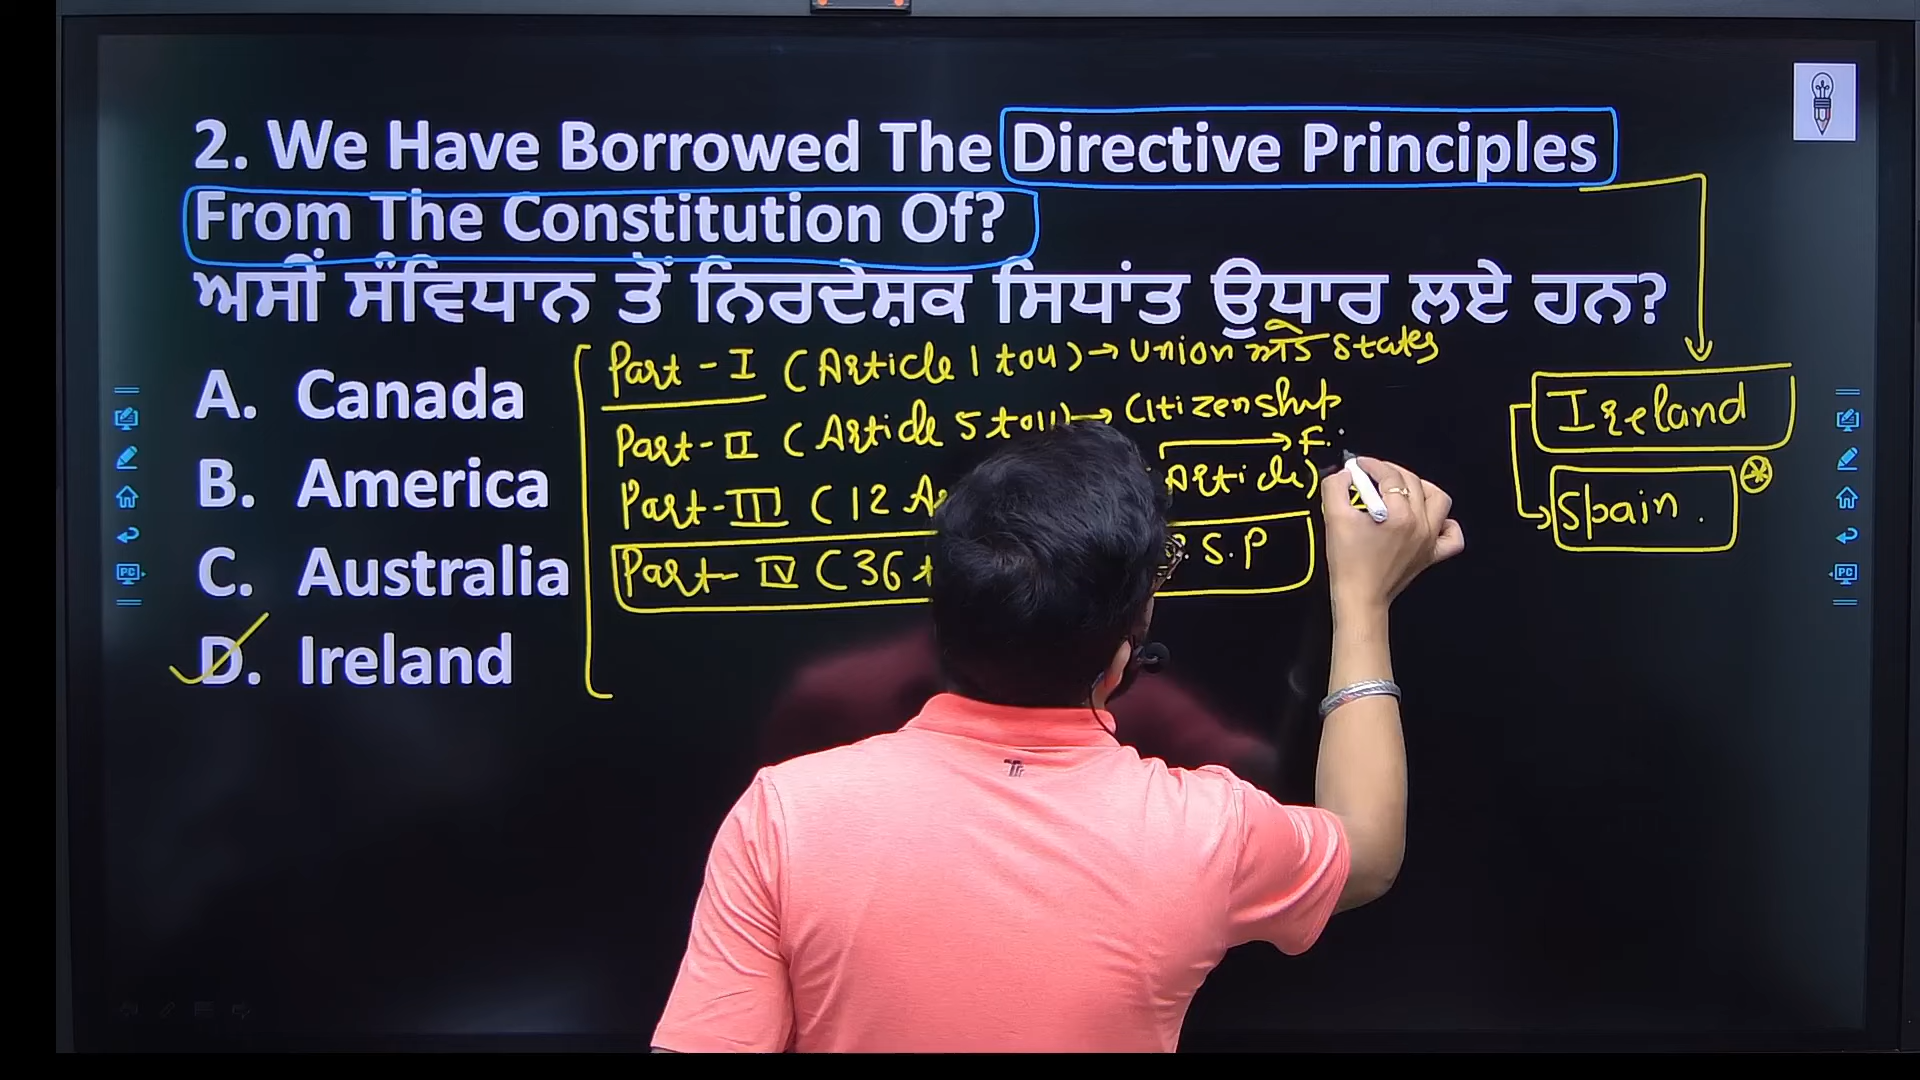 2. We Have Borrowed The Directive Principles
From The Constitution Of?
ਅਸੀਂ ਸੰਵਿਧਾਨ ਤੋਂ ਨਿਰਦੇਸ਼ਕ ਸਿਧਾਂਤ ਉਧਾਰ ਲਏ ਹਨ?
A. Canada
B. America
C. Australia
D. Ireland
Part - I (Article 1 to 4) → Union ਅਤੇ States
Part - II (Article 5 to 11) → Citizenship
→ F.
Part - III (12 Article)
Part - IV (36 S.P
Ireland
Spain.
PC
PC